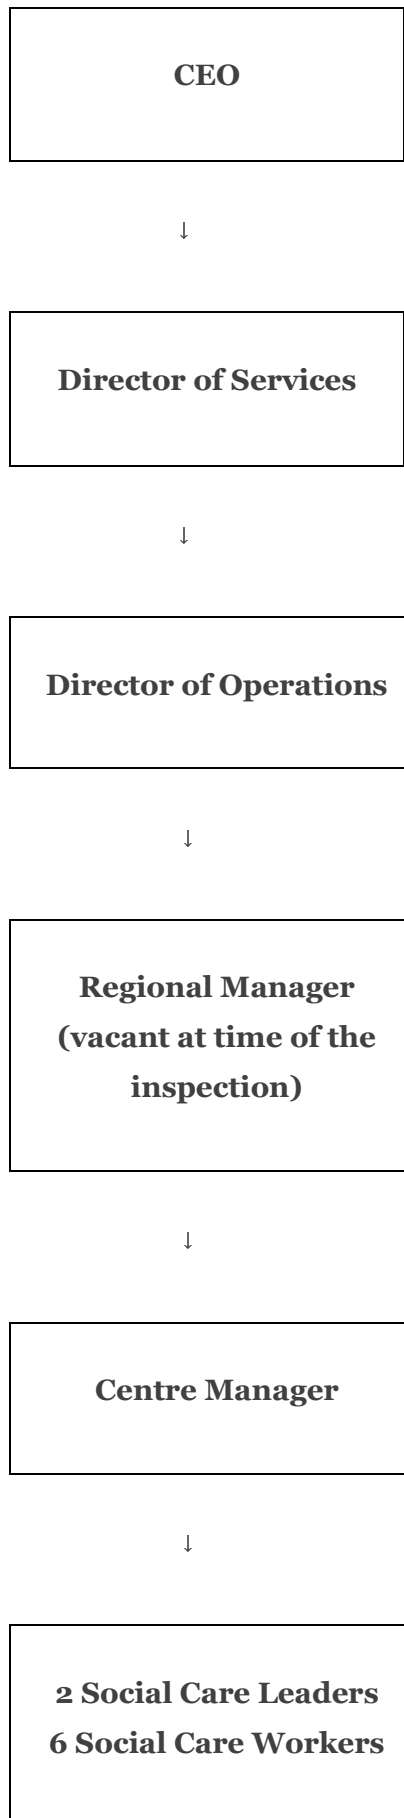 CEO
↓
Director of Services
↓
Director of Operations
↓
Regional Manager
(vacant at time of the
inspection)
↓
Centre Manager
↓
2 Social Care Leaders
6 Social Care Workers